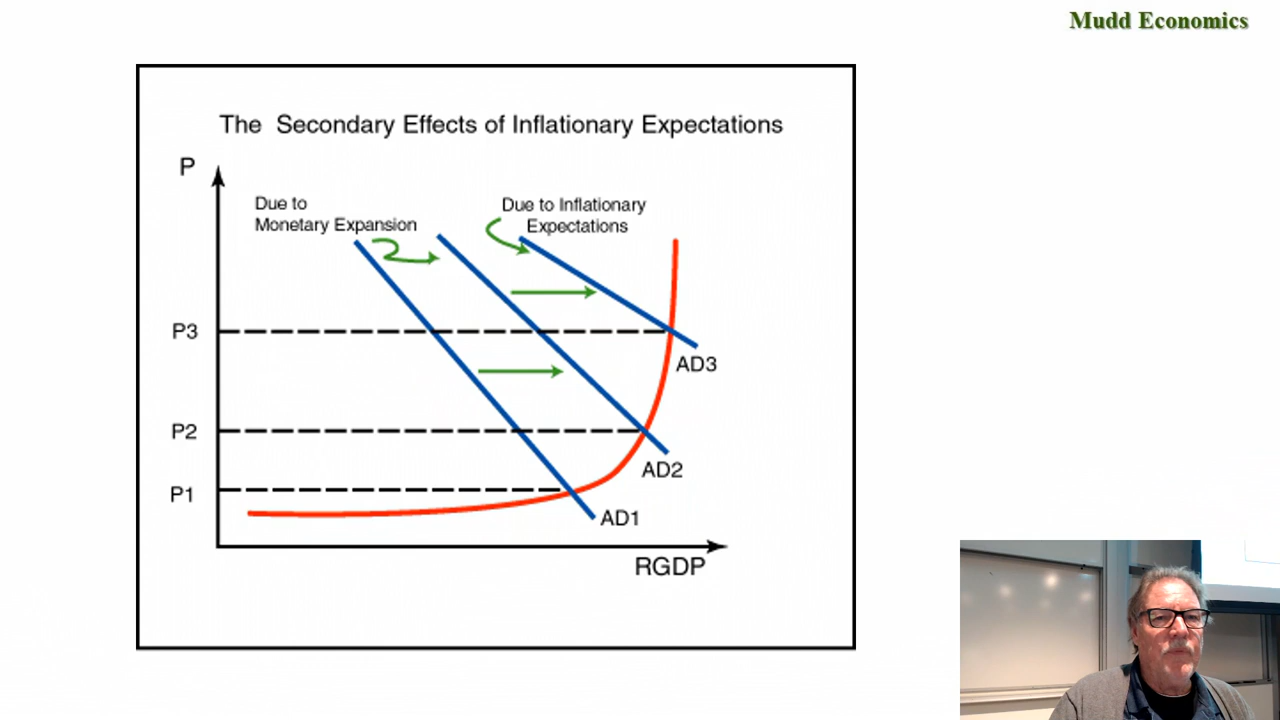 Mudd Economics
The Secondary Effects of Inflationary Expectations
P
Due to
Monetary Expansion
Due to Inflationary
Expectations
P3
AD3
P2
AD2
P1
AD1
RGDP